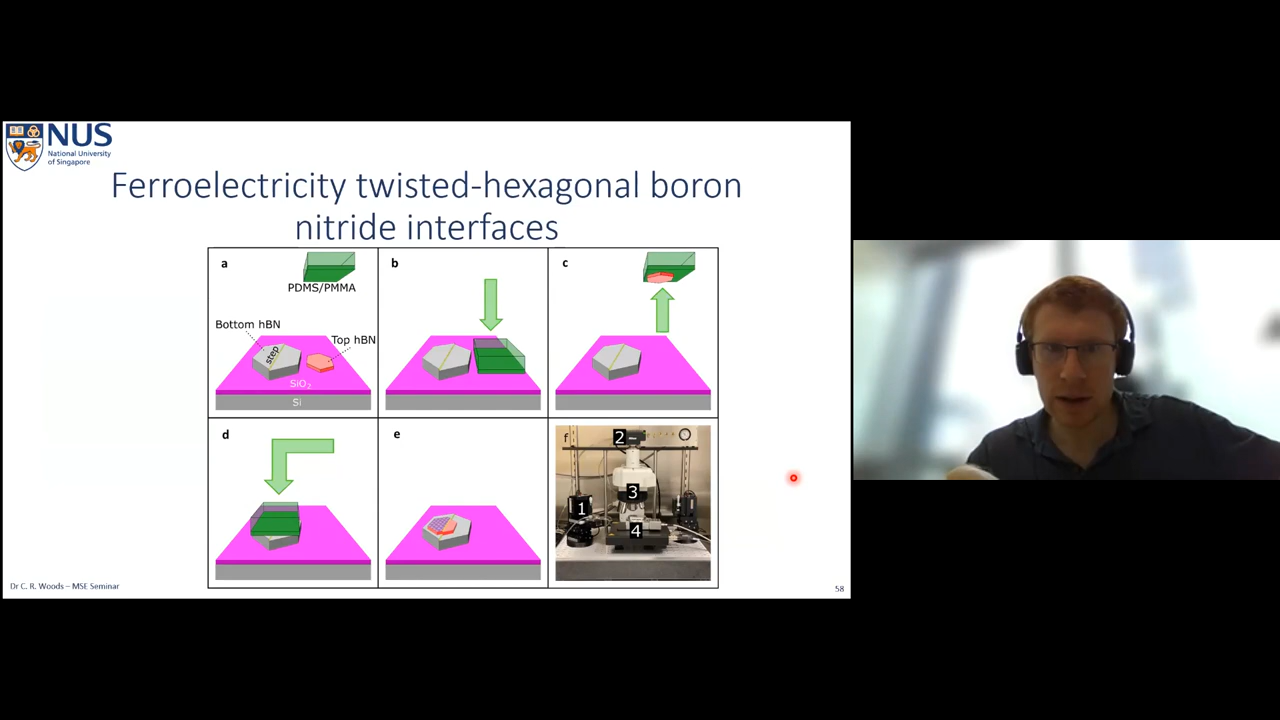 NUS
National University
of Singapore
Ferroelectricity twisted-hexagonal boron
nitride interfaces
a
PDMS/PMMA
Bottom hBN
step
Top hBN
SiO2
Si
b
c
d
e
f
2
3
1
4
Dr C. R. Woods – MSE Seminar
58